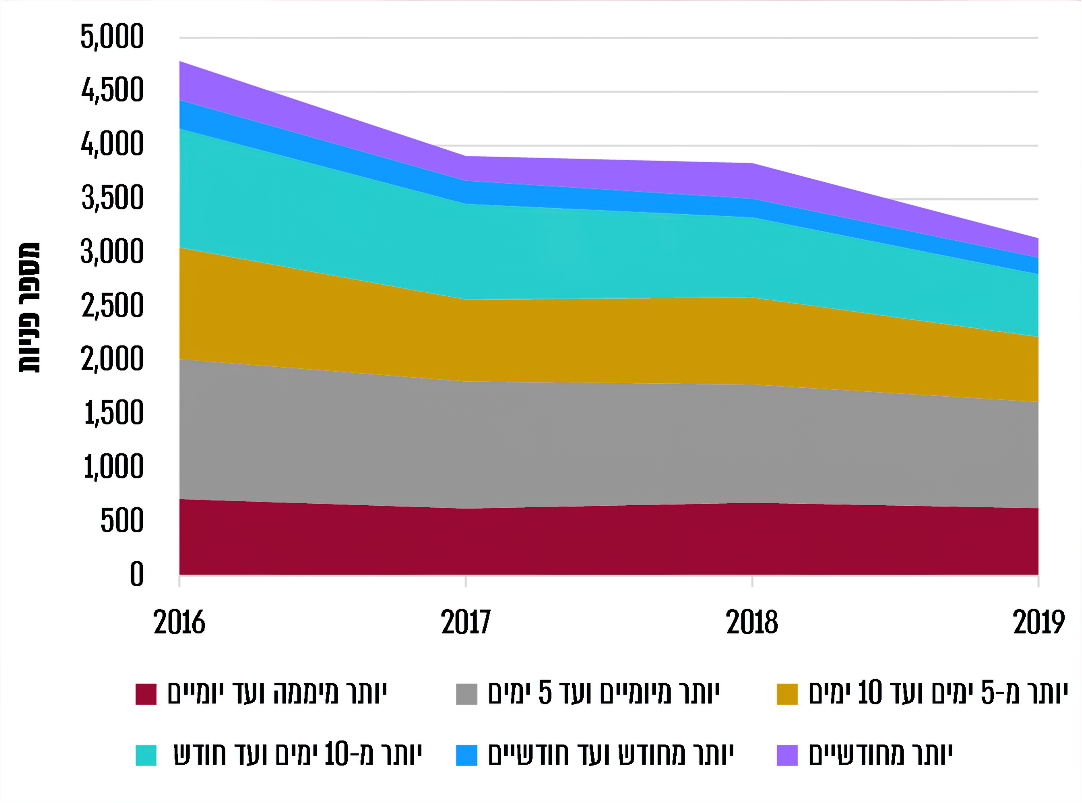 5,000
4,500
4,000
3,500
3,000
2,500
2,000
1,500
1,000
500
0
מספר פניות
2016 2017 2018 2019
יותר מיממה ועד יומיים יותר מיומיים ועד 5 ימים יותר מ-5 ימים ועד 10 ימים
יותר מ-10 ימים ועד חודש יותר מחודש ועד חודשיים יותר מחודשיים